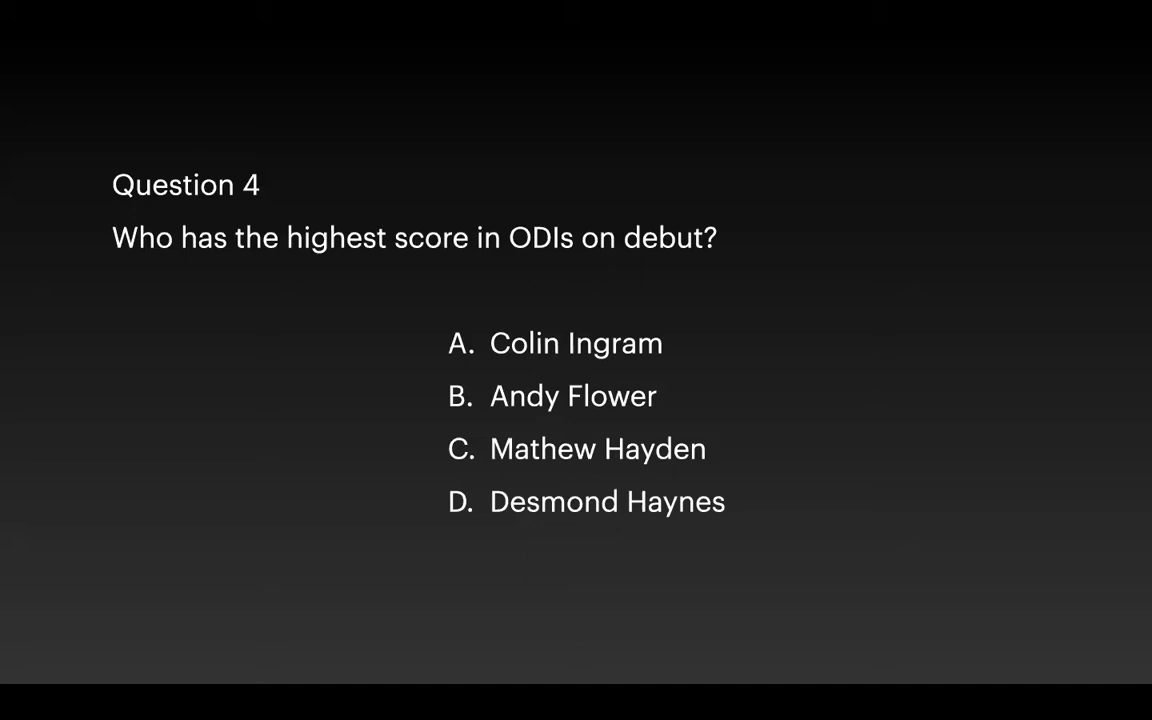 Question 4
Who has the highest score in ODIs on debut?
A. Colin Ingram
B. Andy Flower
C. Mathew Hayden
D. Desmond Haynes